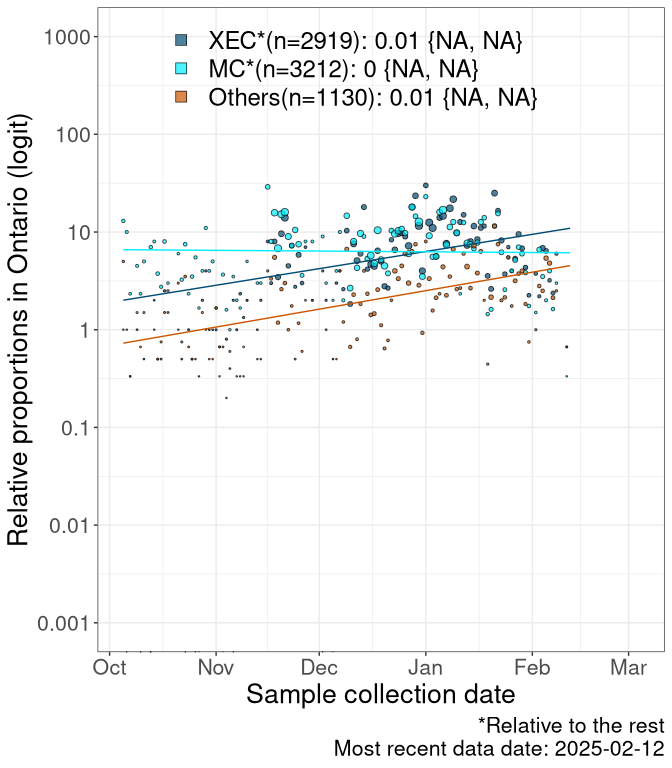 XEC*(n=2919): 0.01 {NA, NA}
MC*(n=3212): 0 {NA, NA}
Others(n=1130): 0.01 {NA, NA}
Relative proportions in Ontario (logit)
1000
100
10
1
0.1
0.01
0.001
Oct Nov Dec Jan Feb Mar
Sample collection date
*Relative to the rest
Most recent data date: 2025-02-12